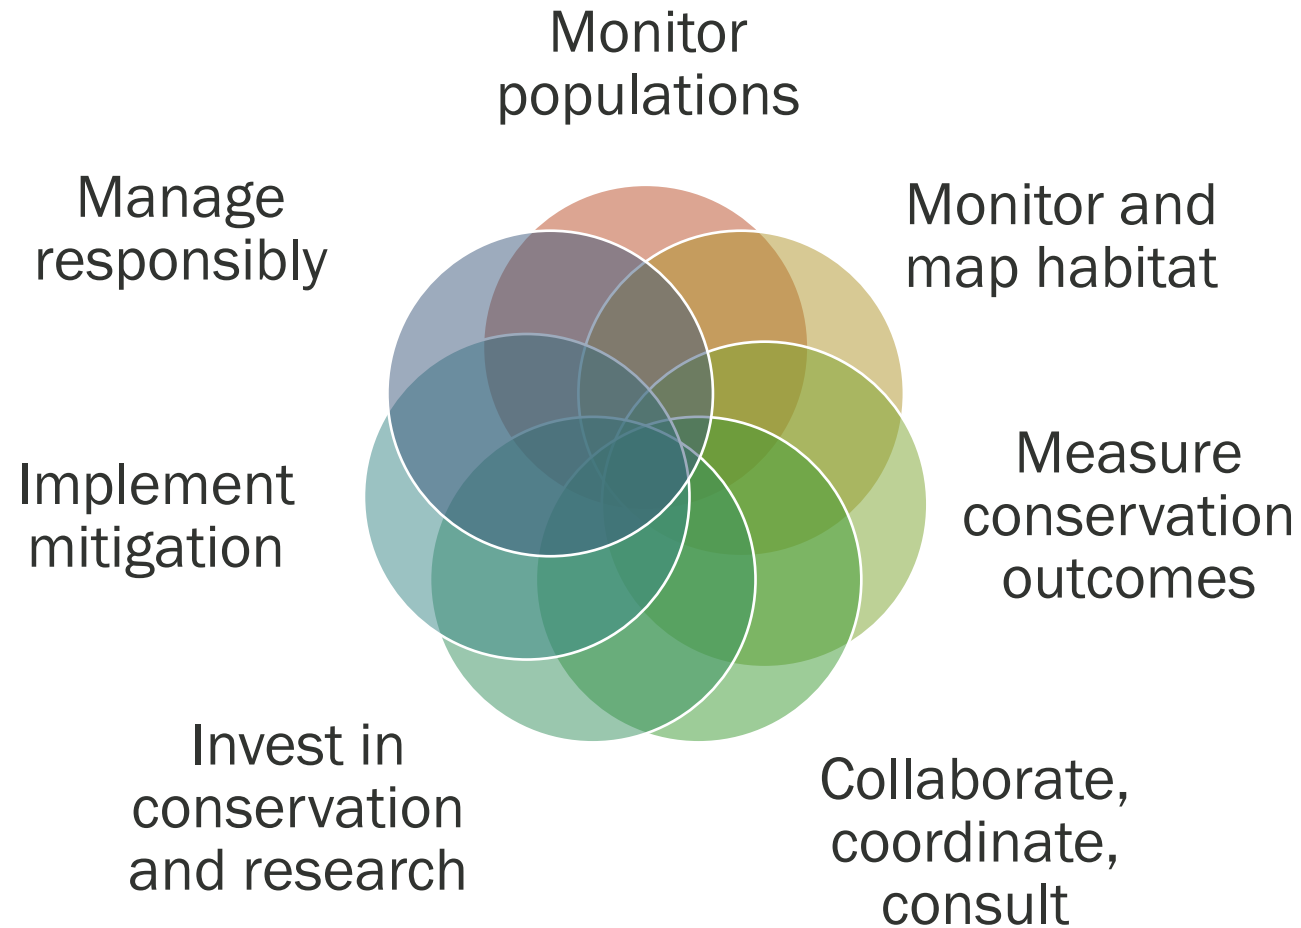 Monitor
populations
Monitor and
map habitat
Measure
conservation
outcomes
Collaborate,
coordinate,
consult
Invest in
conservation
and research
Implement
mitigation
Manage
responsibly